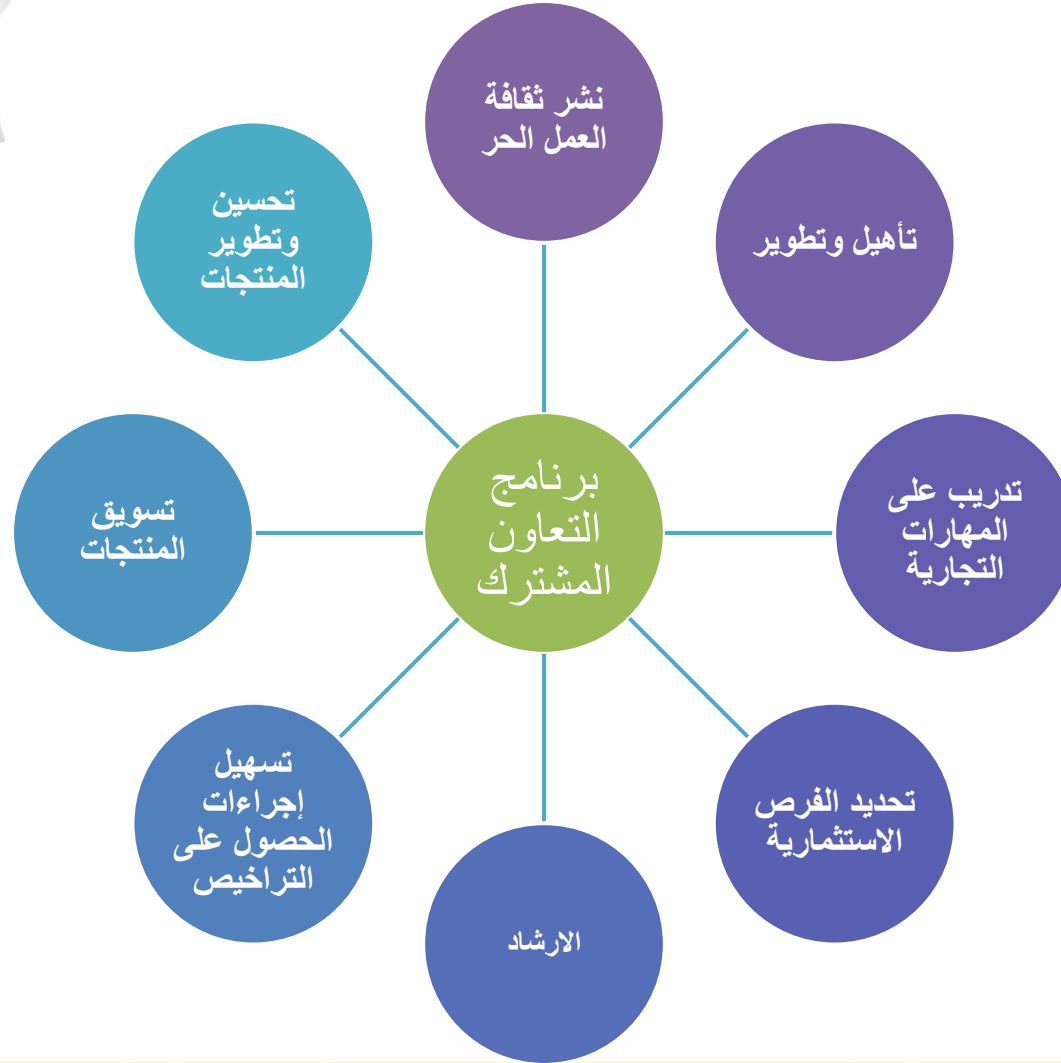 نشر ثقافة
العمل الحر
تأهيل وتطوير
تدريب على
المهارات
التجارية
تحديد الفرص
الاستثمارية
الارشاد
تسهيل
إجراءات
الحصول على
التراخيص
تسويق
المنتجات
تحسين
وتطوير
المنتجات
برنامج
التعاون
المشترك